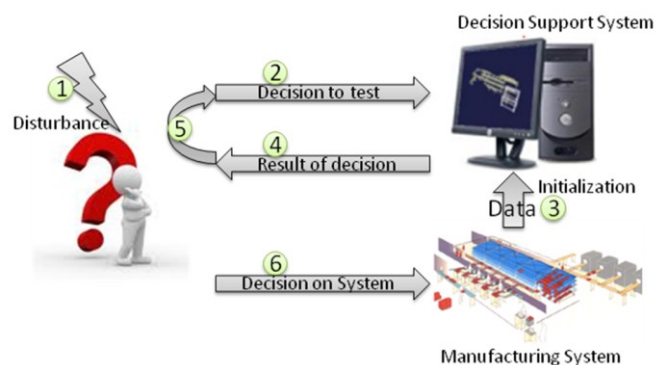 Decision Support System
1
2
Decision to test
Disturbance
5
4
Result of decision
Initialization
Data 3
6
Decision on System
Manufacturing System